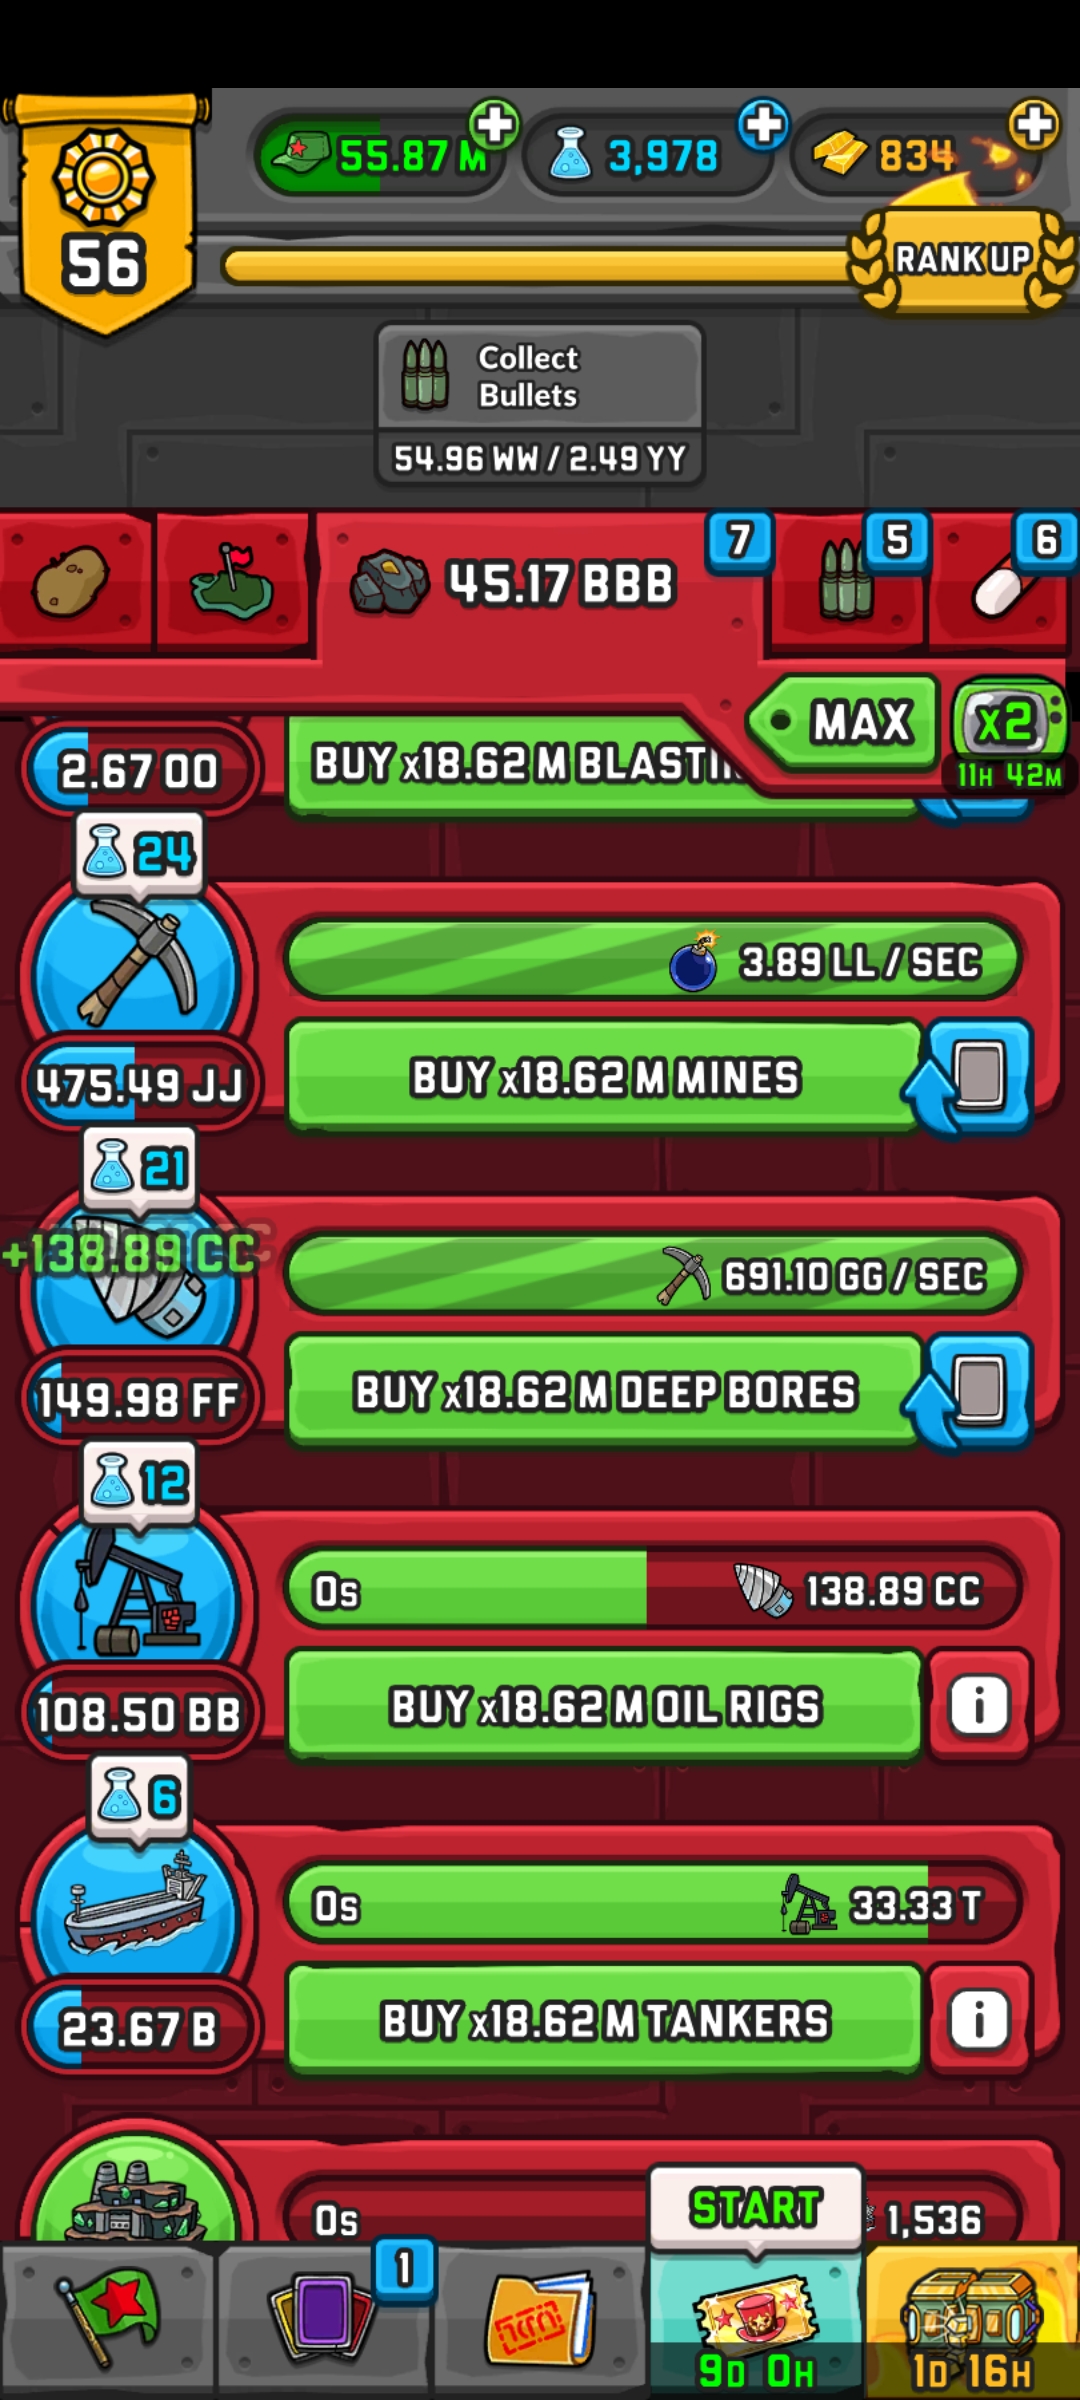 55.87 M
3,978
834
56
RANK UP
Collect
Bullets
54.96 WW / 2.49 YY
45.17 BBB
7
5
6
MAX
x2
11H 42M
2.67 OO
BUY x18.62 M
24
3.89 LL / SEC
475.49 JJ
BUY x18.62 M MINES
21
+138.89 CC
691.10 GG / SEC
149.98 FF
BUY x18.62 M DEEP BORES
12
0s
138.89 CC
108.50 BB
BUY x18.62 M OIL RIGS
i
6
0s
33.33 T
23.67 B
BUY x18.62 M TANKERS
i
0s
1,536
START
1
9D 0H
1D 16H